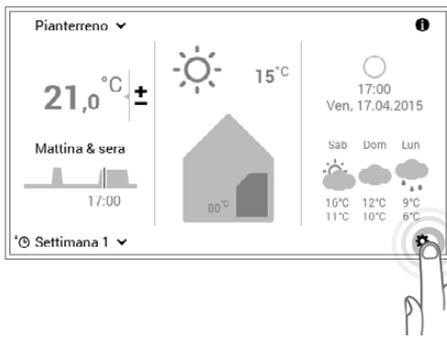 Pianterreno
21,0 °C ±
Mattina & sera
17:00
Settimana 1
15°C
80°C
17:00
Ven, 17.04.2015
Sab Dom Lun
16°C 12°C 9°C
11°C 10°C 6°C